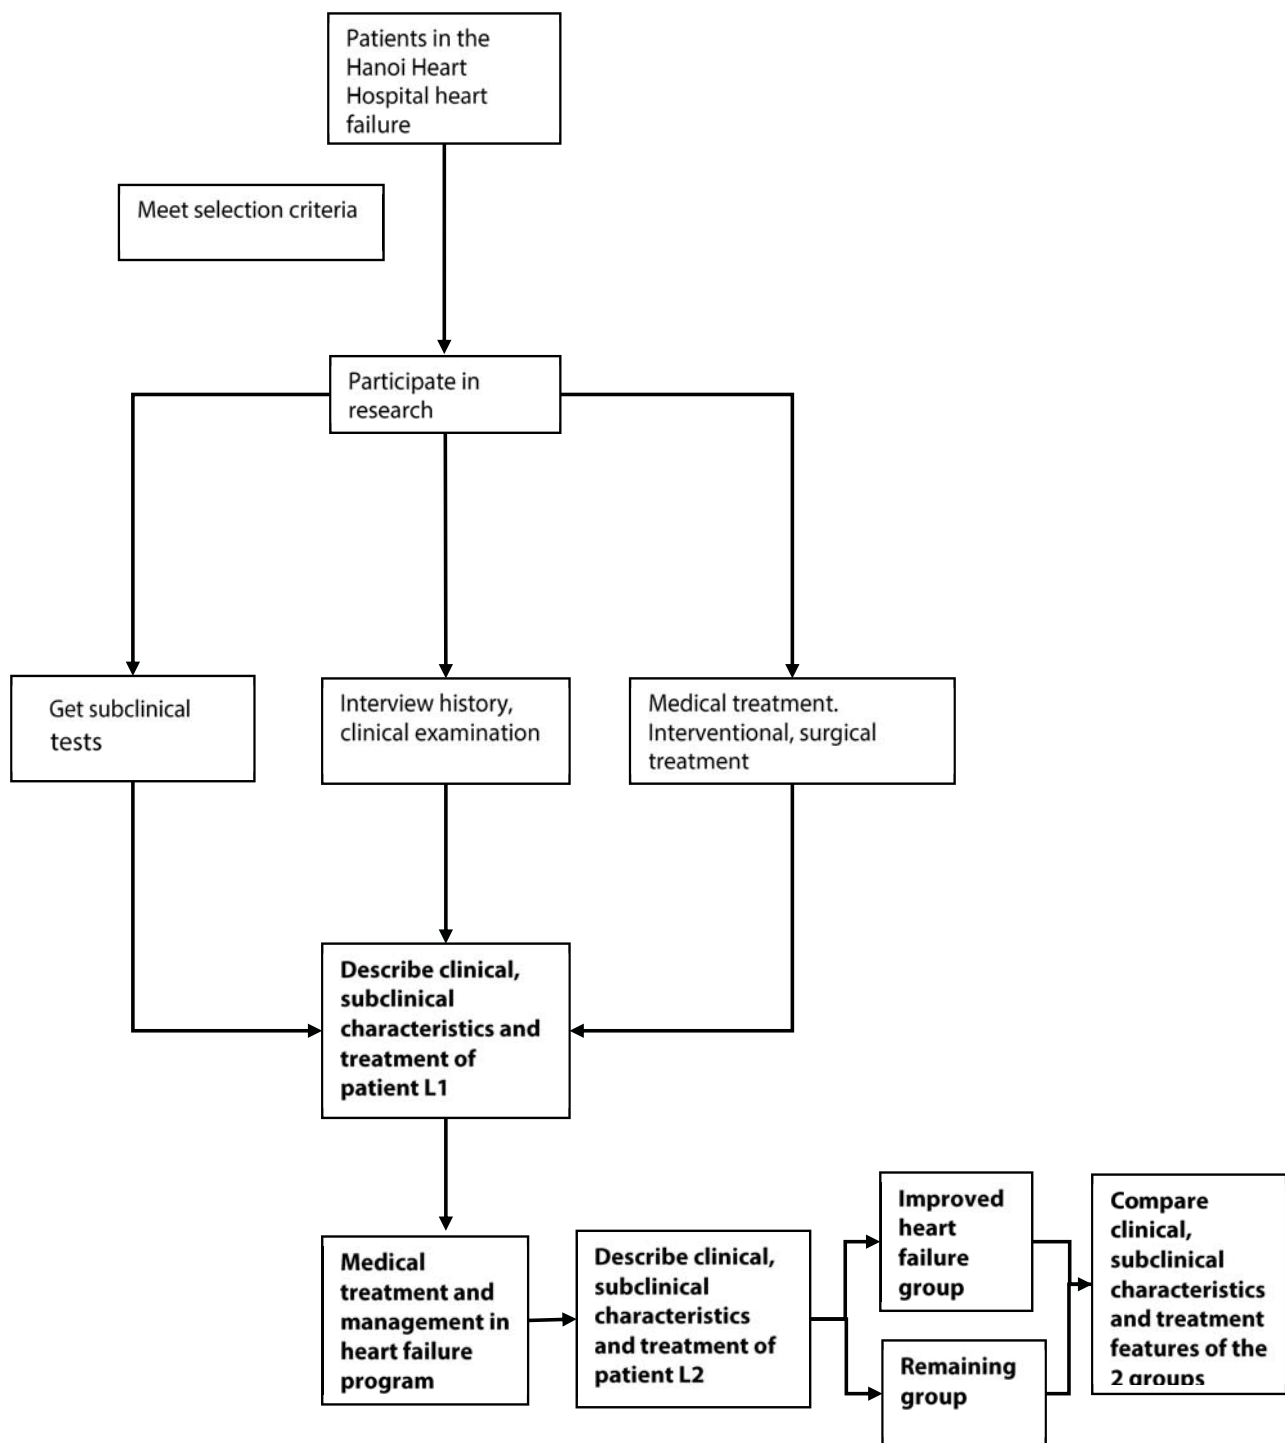 Patients in the
Hanoi Heart
Hospital heart
failure
Meet selection criteria
Participate in
research
Get subclinical
tests
Interview history,
clinical examination
Medical treatment.
Interventional, surgical
treatment
Describe clinical,
subclinical
characteristics and
treatment of
patient L1
Medical
treatment and
management in
heart failure
program
Describe clinical,
subclinical
characteristics
and treatment of
patient L2
Improved
heart
failure
group
Remaining
group
Compare
clinical,
subclinical
characteristics
and treatment
features of the
2 groups